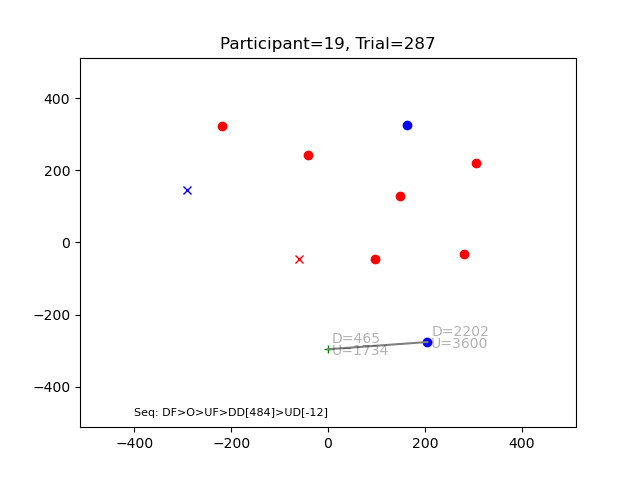 Participant=19, Trial=287
400
200
0
−200
−400
D=465
U=1734
D=2202
U=3600
Seq: DF>O>UF>DD[484]>UD[-12]
−400
−200
0
200
400